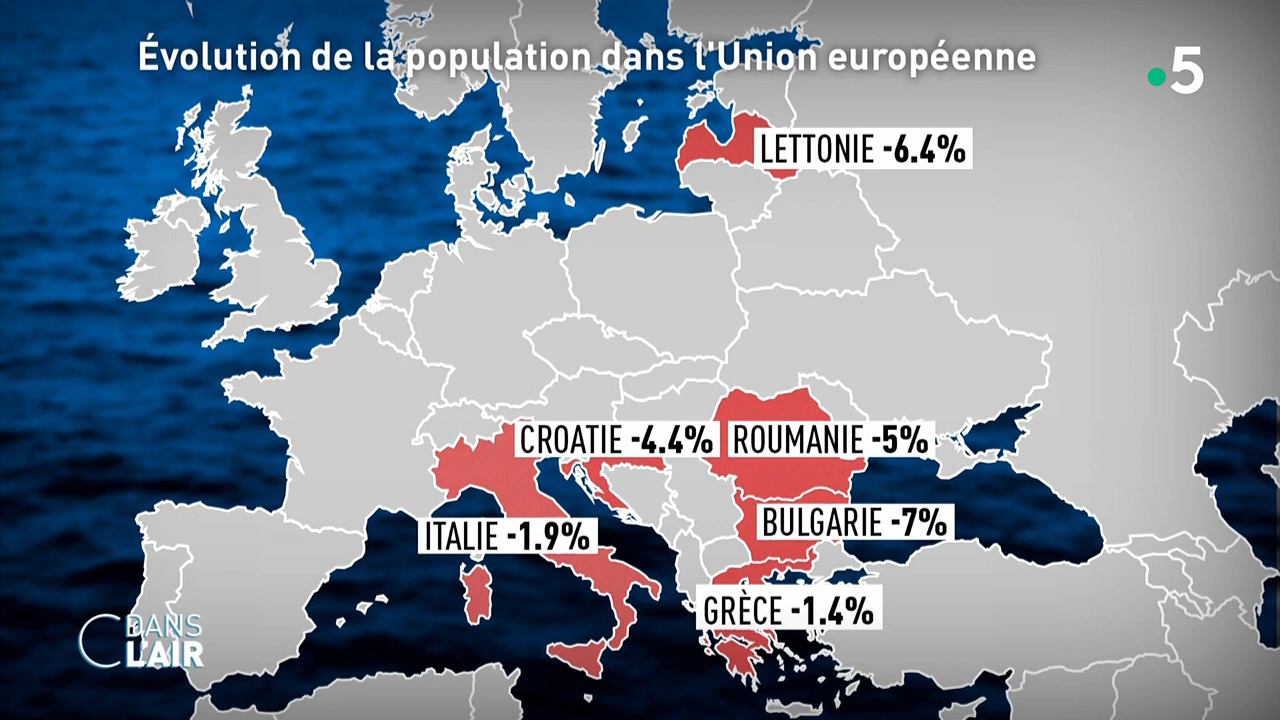 Évolution de la population dans l'Union européenne
5
LETTONIE -6.4%
CROATIE -4.4%
ROUMANIE -5%
ITALIE -1.9%
BULGARIE -7%
GRÈCE -1.4%
C DANS
L'AIR